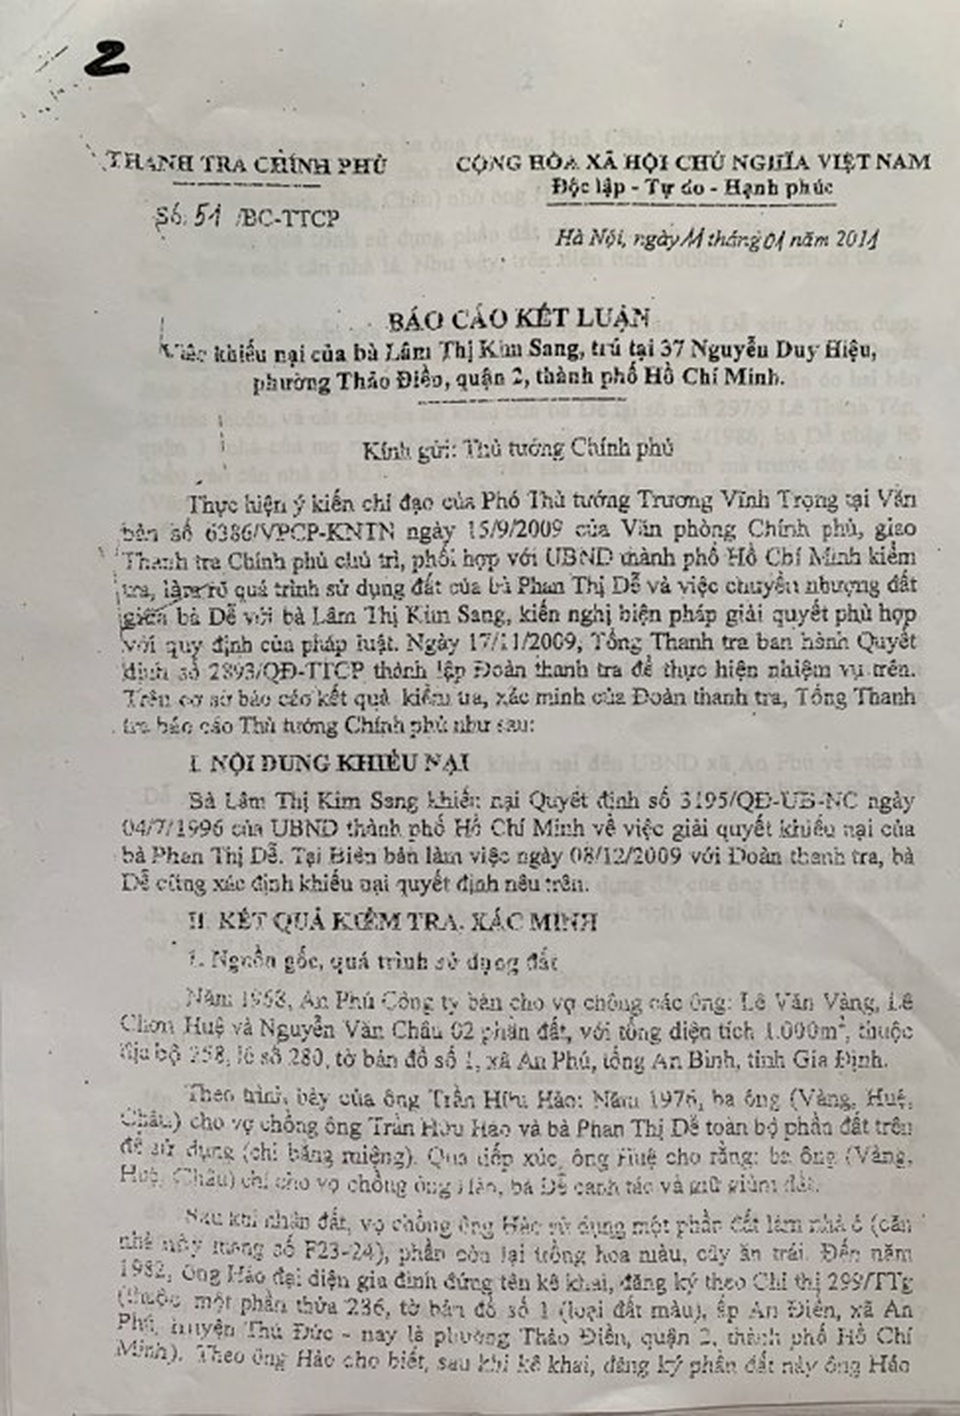 2
THANH TRA CHÍNH PHỦ
CỘNG HÒA XÃ HỘI CHỦ NGHĨA VIỆT NAM
Độc lập - Tự do - Hạnh phúc
Số: 51 /BC-TTCP
Hà Nội, ngày 11 tháng 01 năm 2011
BÁO CÁO KẾT LUẬN
Việc khiếu nại của bà Lâm Thị Kim Sang, trú tại 37 Nguyễn Duy Hiệu,
phường Thảo Điền, quận 2, thành phố Hồ Chí Minh.
Kính gửi: Thủ tướng Chính phủ
Thực hiện ý kiến chỉ đạo của Phó Thủ tướng Trương Vĩnh Trọng tại Văn
bản số 6386/VPCP-KNTN ngày 15/9/2009 của Văn phòng Chính phủ, giao
Thanh tra Chính phủ chủ trì, phối hợp với UBND thành phố Hồ Chí Minh kiểm
tra, làm rõ quá trình sử dụng đất của bà Phan Thị Dễ và việc chuyển nhượng đất
giữa bà Dễ với bà Lâm Thị Kim Sang, kiến nghị biện pháp giải quyết phù hợp
với quy định của pháp luật. Ngày 17/11/2009, Tổng Thanh tra ban hành Quyết
định số 2893/QĐ-TTCP thành lập Đoàn thanh tra để thực hiện nhiệm vụ trên.
Trên cơ sở báo cáo kết quả kiểm tra, xác minh của Đoàn thanh tra, Tổng Thanh
tra báo cáo Thủ tướng Chính phủ như sau:
I. NỘI DUNG KHIẾU NẠI
Bà Lâm Thị Kim Sang khiếu nại Quyết định số 3195/QĐ-UB-NC ngày
04/7/1996 của UBND thành phố Hồ Chí Minh về việc giải quyết khiếu nại của
bà Phan Thị Dễ. Tại Biên bản làm việc ngày 08/12/2009 với Đoàn thanh tra, bà
Dễ cũng xác định khiếu nại quyết định nêu trên.
II. KẾT QUẢ KIỂM TRA, XÁC MINH
1. Nguồn gốc, quá trình sử dụng đất
Năm 1968, An Phú Công ty bán cho vợ chồng các ông: Lê Văn Vàng, Lê
Chơn Huệ và Nguyễn Văn Châu 02 phần đất, với tổng diện tích 1.000m², thuộc
địa bộ 258, lô số 280, tờ bản đồ số 1, xã An Phú, tổng An Bình, tỉnh Gia Định.
Theo trình bày của ông Trần Hữu Hảo: Năm 1976, ba ông (Vàng, Huệ,
Châu) cho vợ chồng ông Trần Hữu Hảo và bà Phan Thị Dễ toàn bộ phần đất trên
để sử dụng (chỉ bằng miệng). Qua tiếp xúc, ông Huệ cho rằng: ba ông (Vàng,
Huệ, Châu) chỉ cho vợ chồng ông Hảo, bà Dễ canh tác và giữ giùm đất.
Sau khi nhận đất, vợ chồng ông Hảo sử dụng một phần đất làm nhà ở (căn
nhà này mang số F23-24), phần còn lại trồng hoa màu, cây ăn trái. Đến năm
1982, ông Hảo đại diện gia đình đứng tên kê khai, đăng ký theo Chỉ thị 299/TTg
(thuộc một phần thửa 236, tờ bản đồ số 1 (loại đất màu), ấp An Điền, xã An
Phú, huyện Thủ Đức - nay là phường Thảo Điền, quận 2, thành phố Hồ Chí
Minh). Theo ông Hảo cho biết, sau khi kê khai, đăng ký phần đất này ông Hảo